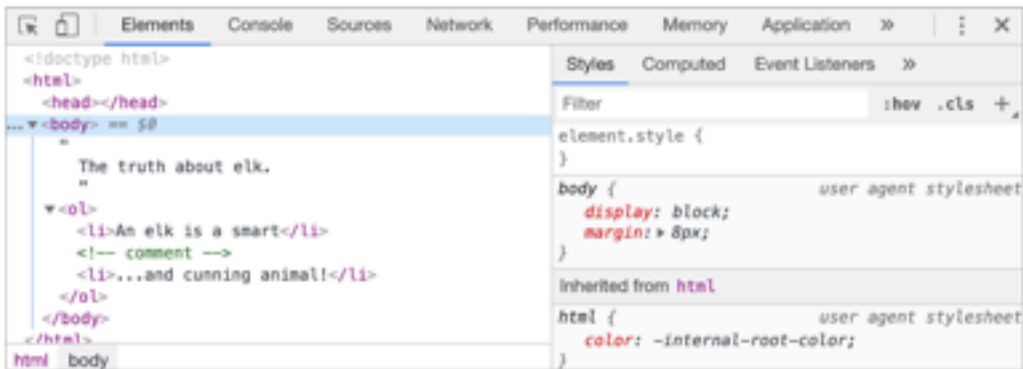 Elements Console Sources Network Performance Memory Application »
<!doctype html>
<html>
<head></head>
... ▼<body> == $0
"
The truth about elk.
"
▼<ol>
<li>An elk is a smart</li>
<!-- comment -->
<li>...and cunning animal!</li>
</ol>
</body>
</html>
html body
Styles Computed Event Listeners »
Filter :hov .cls +
element.style {
}
body { user agent stylesheet
display: block;
margin: ▶ 8px;
}
Inherited from html
html { user agent stylesheet
color: -internal-root-color;
}